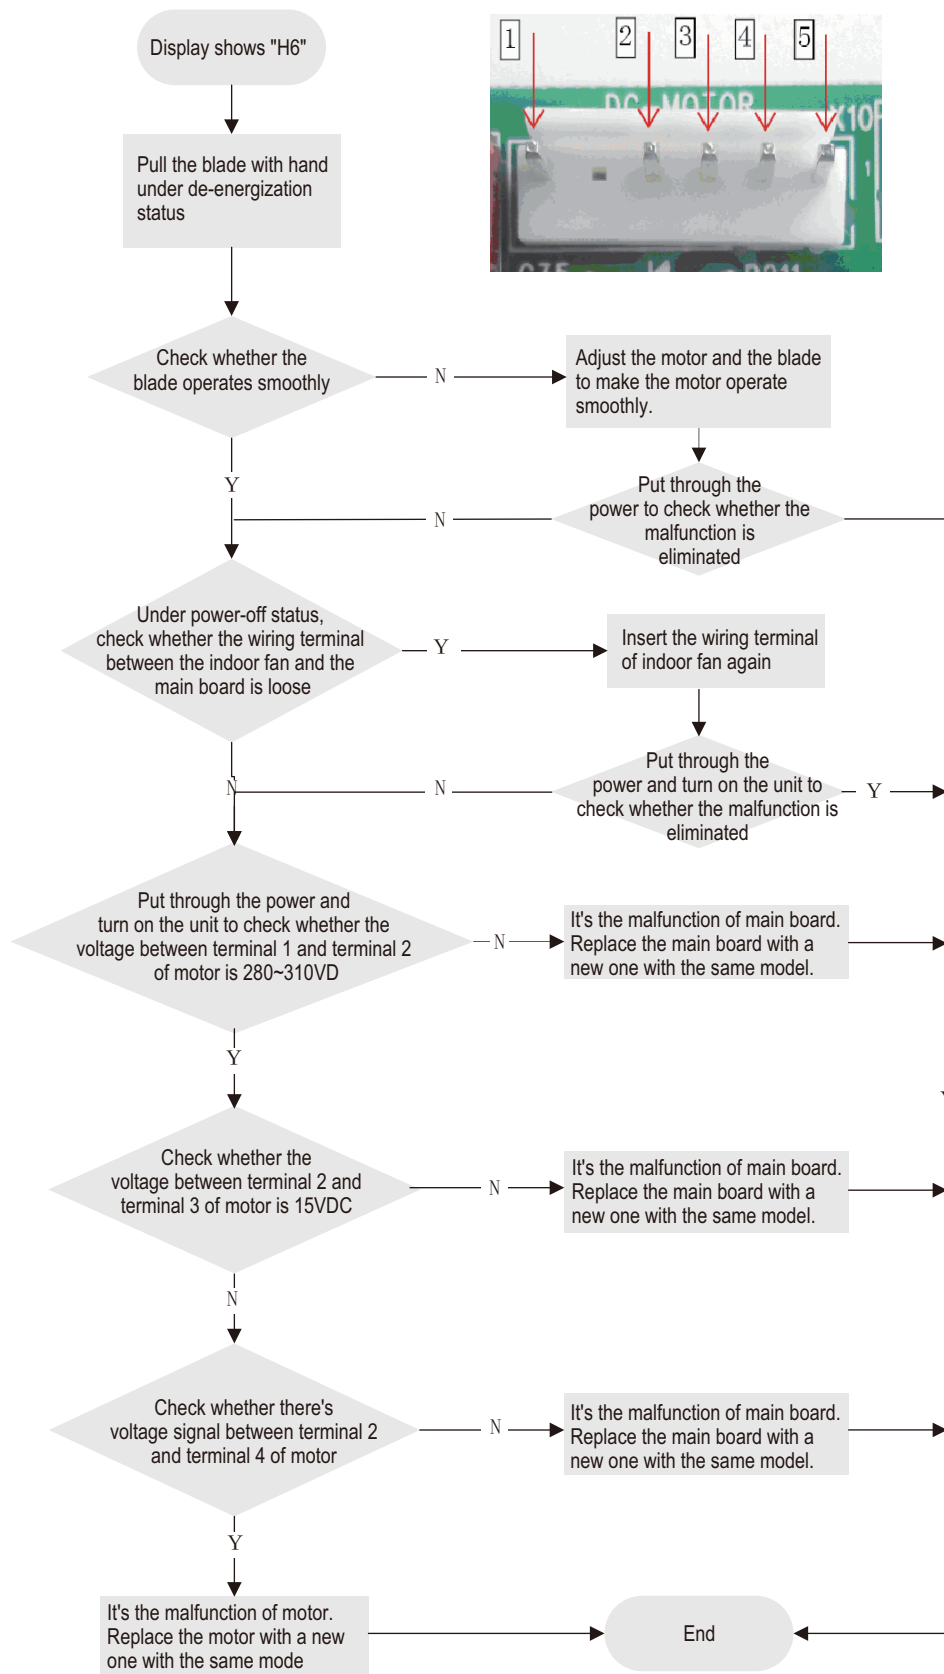 Display shows "H6"
1 2 3 4 5
DC MOTOR
X10
1
Pull the blade with hand
under de-energization
status
Check whether the
blade operates smoothly
N
Adjust the motor and the blade
to make the motor operate
smoothly.
Y
Put through the
power to check whether the
malfunction is
eliminated
N
Under power-off status,
check whether the wiring terminal
between the indoor fan and the
main board is loose
Y
Insert the wiring terminal
of indoor fan again
N
Put through the
power and turn on the unit to
check whether the malfunction is
eliminated
N
Y
Put through the power and
turn on the unit to check whether the
voltage between terminal 1 and terminal 2
of motor is 280~310VD
N
It's the malfunction of main board.
Replace the main board with a
new one with the same model.
Y
Check whether the
voltage between terminal 2 and
terminal 3 of motor is 15VDC
N
It's the malfunction of main board.
Replace the main board with a
new one with the same model.
N
Check whether there's
voltage signal between terminal 2
and terminal 4 of motor
N
It's the malfunction of main board.
Replace the main board with a
new one with the same model.
Y
It's the malfunction of motor.
Replace the motor with a new
one with the same mode
End